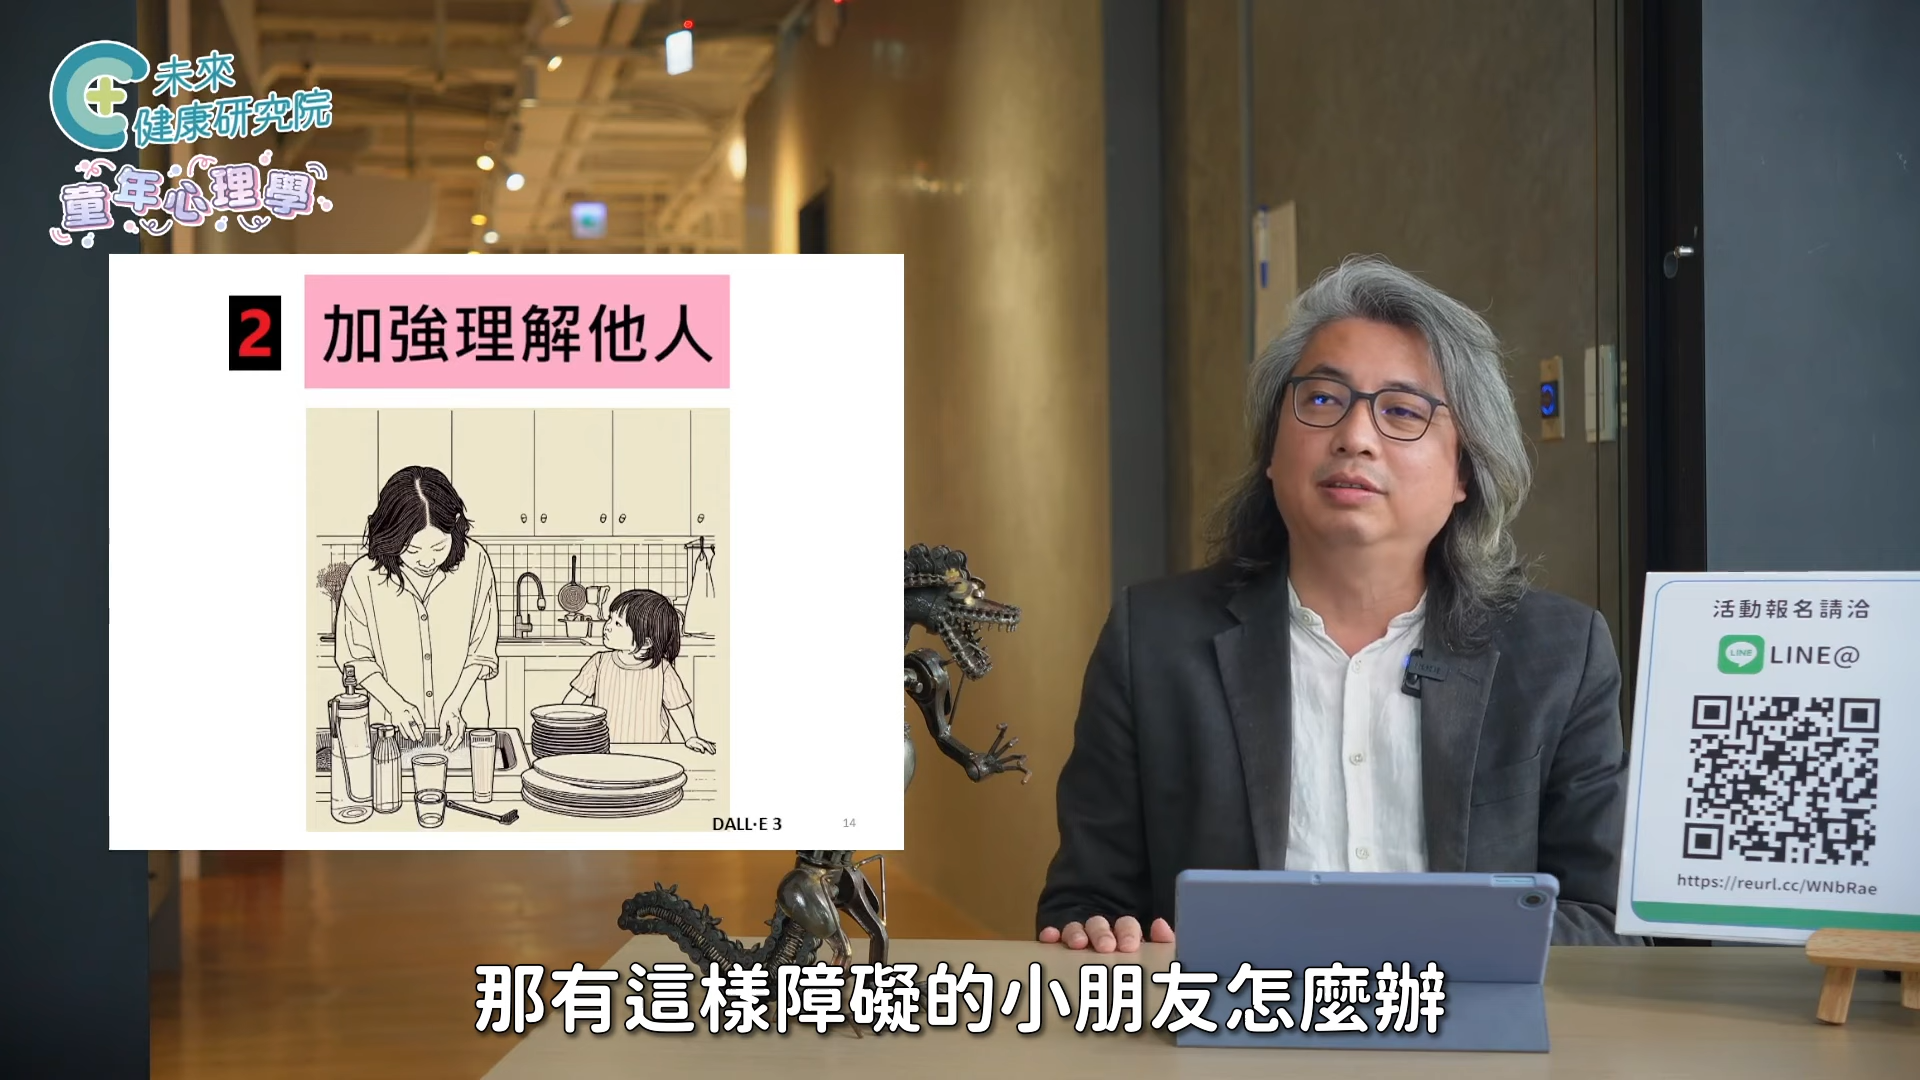 未來
健康研究院
童年心理學
2 加強理解他人
DALL·E 3
14
活動報名請洽
LINE LINE@
https://reurl.cc/WNbRae
那有這樣障礙的小朋友怎麼辦